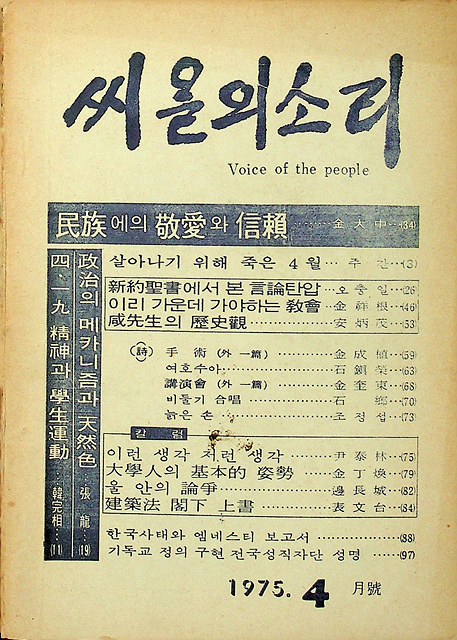 씨올의소리
Voice of the people
民族에의 敬愛와 信賴 ········ 金大中···(34)
四、一九 精神과 學生運動 ······ 韓完相···(11)
政治의 메카니즘과 天然色 ······ 張龍···(19)
살아나기 위해 죽은 4월··· 주간···(3)
新約聖書에서 본 言論탄압···오충일···(26)
이리 가운데 가야하는 敎會···金祥根···(46)
咸先生의 歷史觀···············安炳茂···(53)
(詩) 手術(外一篇)············金成植···(59)
여호수아··················石鎭榮···(63)
講演會(外一篇)············金奎東···(68)
비둘기 合唱···············石鄕···(70)
늙은 손··················조정섭···(73)
칼럼
이런 생각 저런 생각·········尹泰林···(75)
大學人의 基本的 姿勢·········金丁煥···(79)
울 안의 論爭···············邊長城···(82)
建築法 閣下 上書············表文台···(84)
한국사태와 엠네스티 보고서···············(88)
기독교 정의 구현 전국성직자단 성명·········(97)
1975. 4 月號